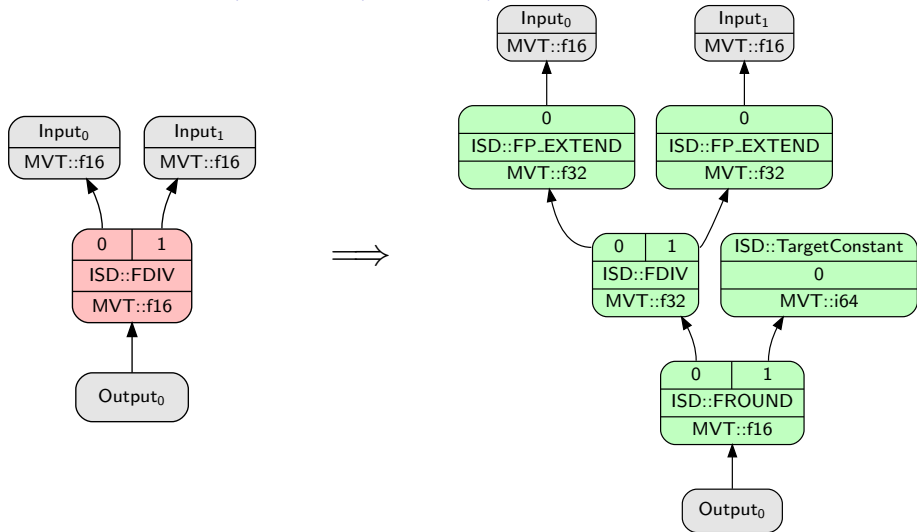 Input₀
MVT::f16
Input₁
MVT::f16
0 1
ISD::FDIV
MVT::f16
Output₀
⟹
Input₀
MVT::f16
Input₁
MVT::f16
0
ISD::FP_EXTEND
MVT::f32
0
ISD::FP_EXTEND
MVT::f32
0 1
ISD::FDIV
MVT::f32
ISD::TargetConstant
0
MVT::i64
0 1
ISD::FROUND
MVT::f16
Output₀